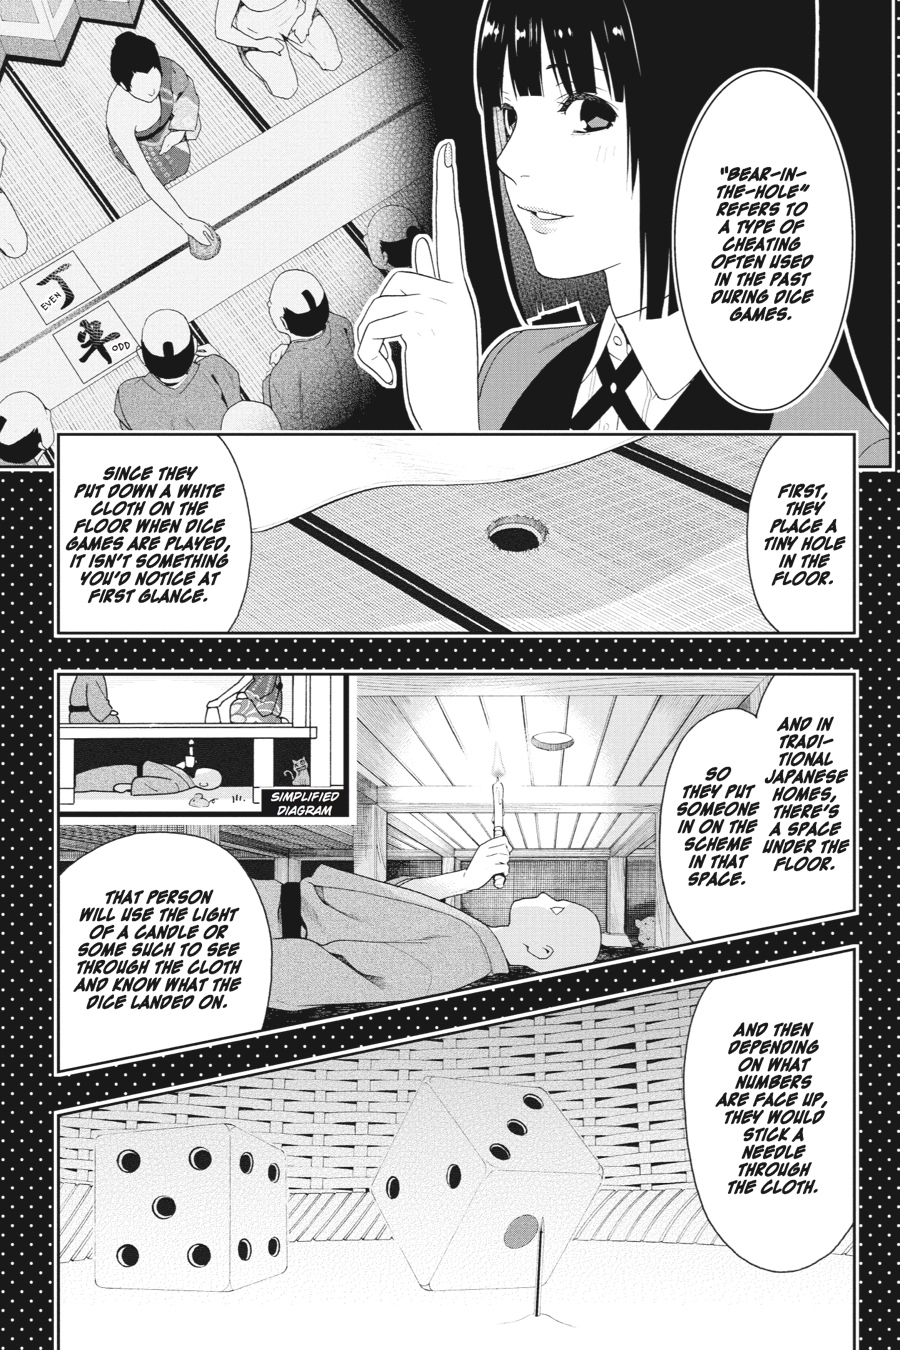 "BEAR-IN-
THE-HOLE"
REFERS TO
A TYPE OF
CHEATING
OFTEN USED
IN THE PAST
DURING DICE
GAMES.
丁
EVEN
半
ODD
FIRST,
THEY
PLACE A
TINY HOLE
IN THE
FLOOR.
SINCE THEY
PUT DOWN A WHITE
CLOTH ON THE
FLOOR WHEN DICE
GAMES ARE PLAYED,
IT ISN'T SOMETHING
YOU'D NOTICE AT
FIRST GLANCE.
AND IN
TRADI-
TIONAL
JAPANESE
HOMES,
THERE'S
A SPACE
UNDER THE
FLOOR.
SO
THEY PUT
SOMEONE
IN ON THE
SCHEME
IN THAT
SPACE.
SIMPLIFIED
DIAGRAM
THAT PERSON
WILL USE THE LIGHT
OF A CANDLE OR
SOME SUCH TO SEE
THROUGH THE CLOTH
AND KNOW WHAT THE
DICE LANDED ON.
AND THEN
DEPENDING
ON WHAT
NUMBERS
ARE FACE UP,
THEY WOULD
STICK A
NEEDLE
THROUGH
THE CLOTH.